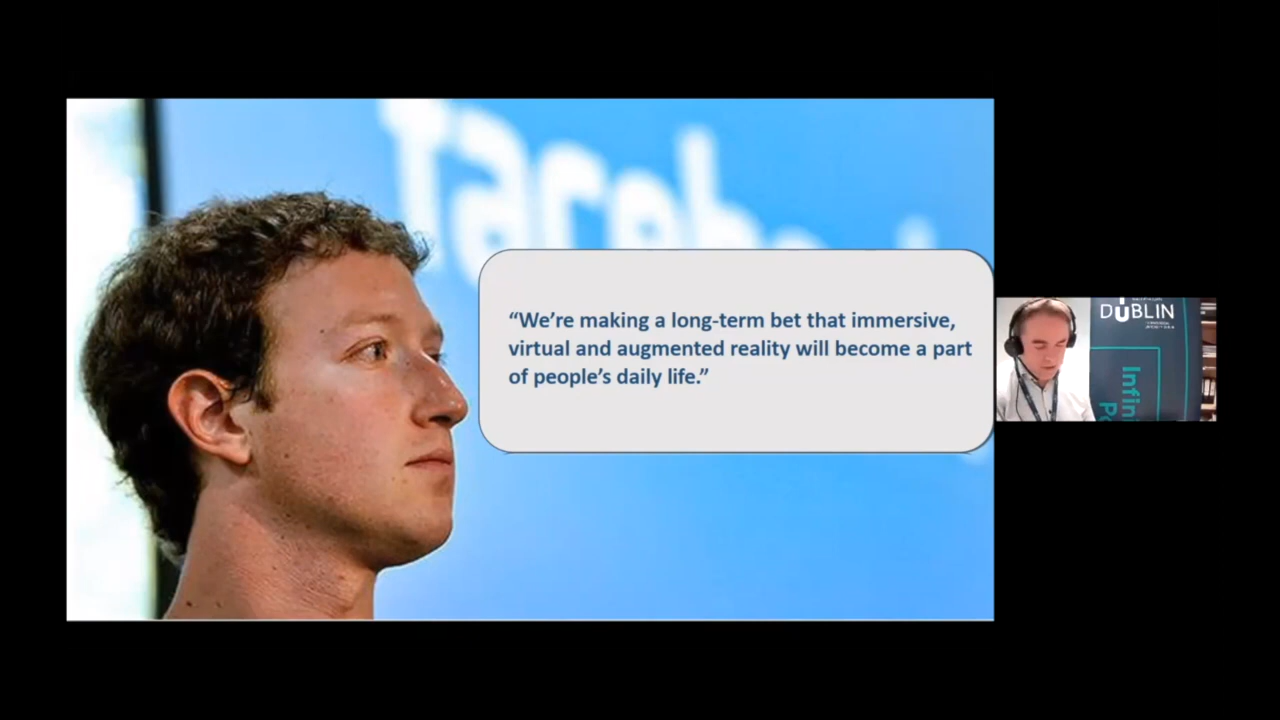 facebook
“We’re making a long-term bet that immersive,
virtual and augmented reality will become a part
of people’s daily life.”
DUBLIN